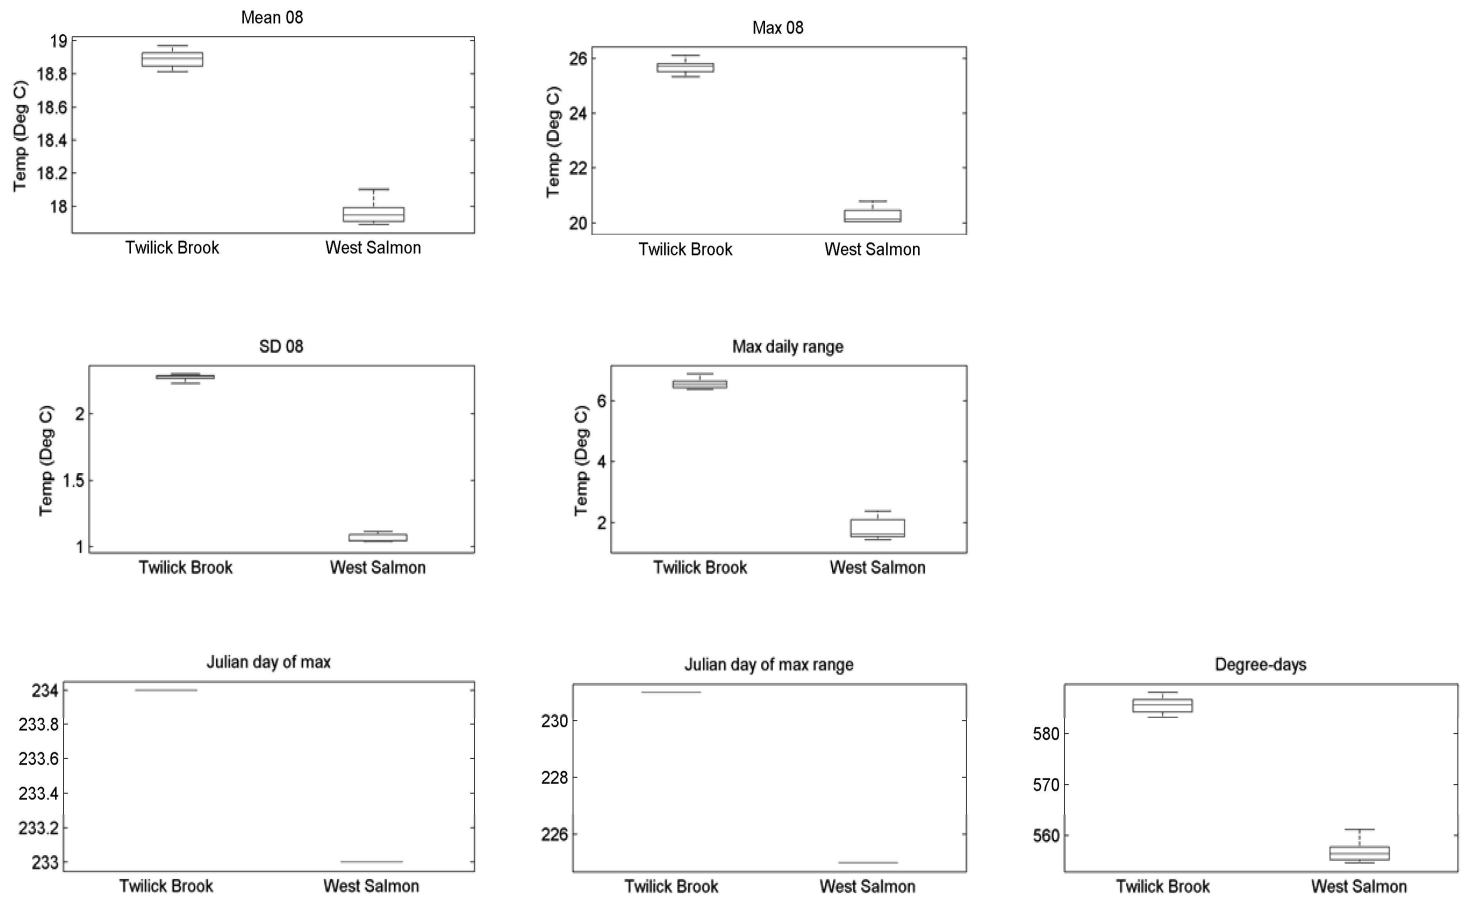 Mean 08
Temp (Deg C)
19
18.8
18.6
18.4
18.2
18
Twilick Brook West Salmon
Max 08
Temp (Deg C)
26
24
22
20
Twilick Brook West Salmon
SD 08
Temp (Deg C)
2
1.5
1
Twilick Brook West Salmon
Max daily range
Temp (Deg C)
6
4
2
Twilick Brook West Salmon
Julian day of max
234
233.8
233.6
233.4
233.2
233
Twilick Brook West Salmon
Julian day of max range
230
228
226
Twilick Brook West Salmon
Degree-days
580
570
560
Twilick Brook West Salmon